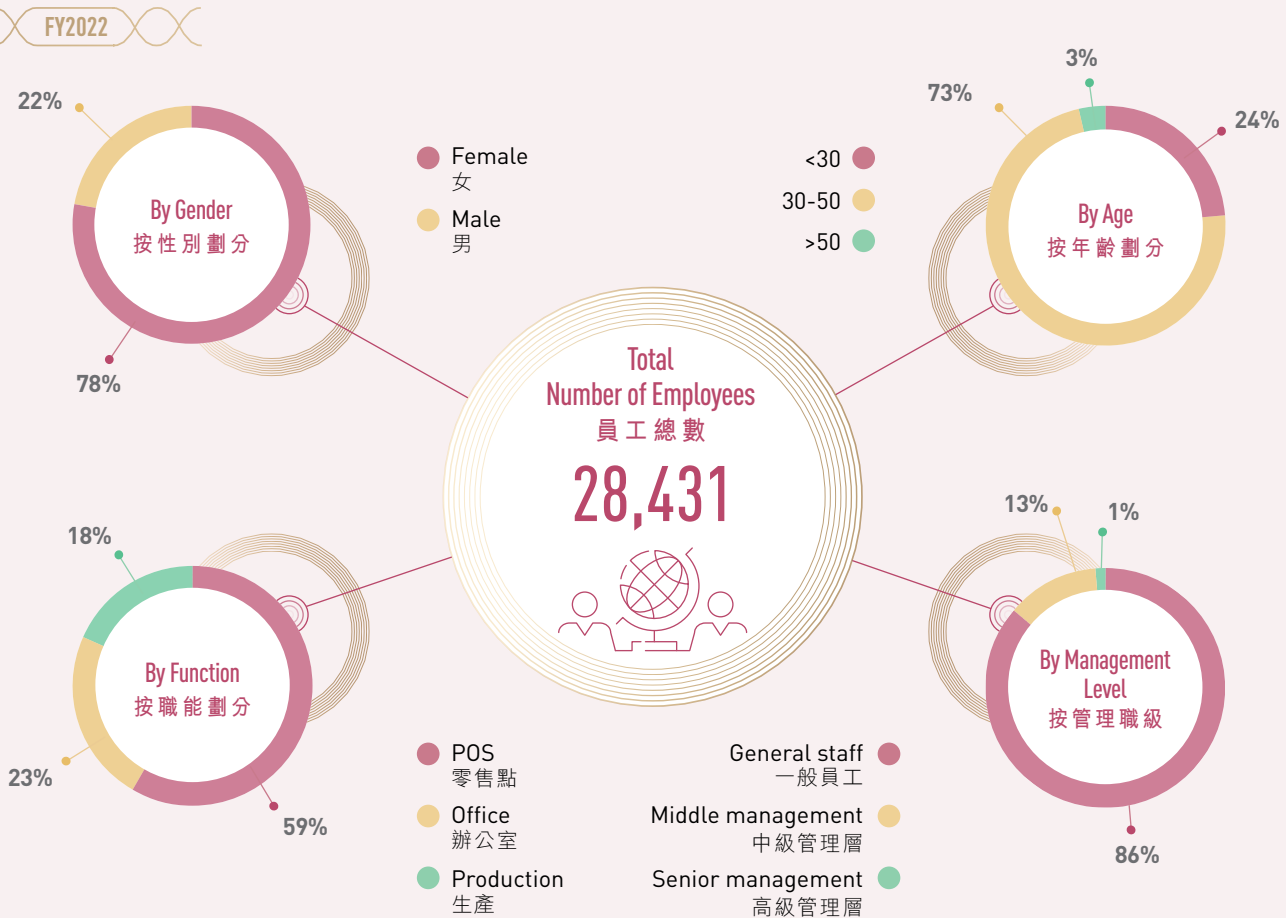 FY2022
22%
By Gender
按性別劃分
78%
Female
女
Male
男
<30
30-50
>50
3%
73%
24%
By Age
按年齡劃分
Total
Number of Employees
員工總數
28,431
18%
By Function
按職能劃分
23%
59%
POS
零售點
Office
辦公室
Production
生產
General staff
一般員工
Middle management
中級管理層
Senior management
高級管理層
13%
1%
By Management
Level
按管理職級
86%